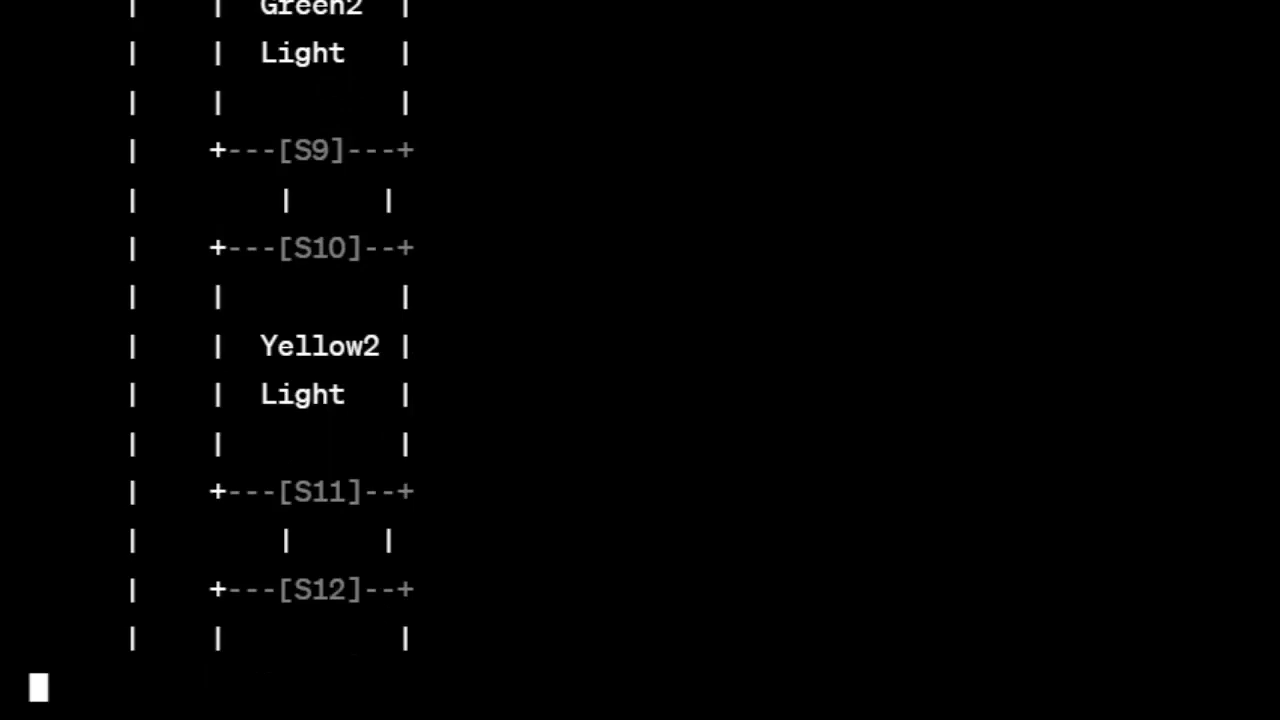 |    |  Green2  |
|    |  Light   |
|    |          |
|    +---[S9]---+
|        |     |
|    +---[S10]--+
|    |          |
|    |  Yellow2 |
|    |  Light   |
|    |          |
|    +---[S11]--+
|        |     |
|    +---[S12]--+
|    |          |